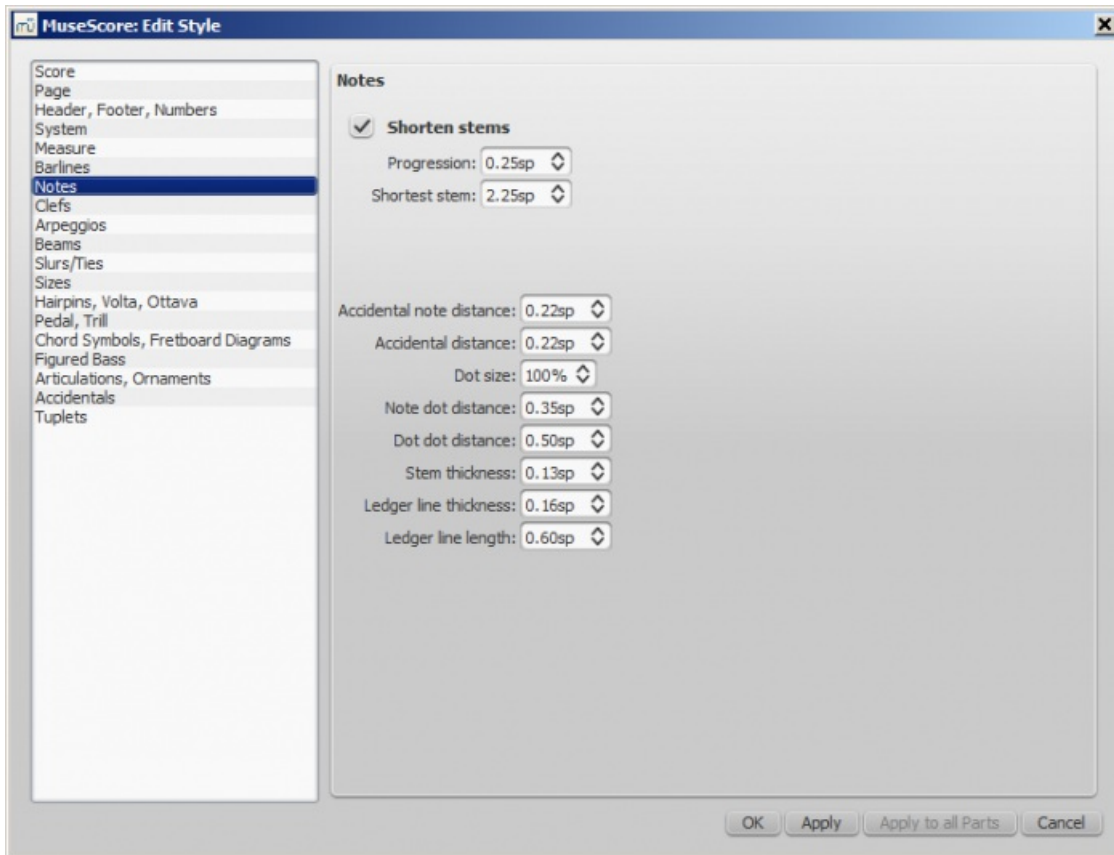 MuseScore: Edit Style
Score
Page
Header, Footer, Numbers
System
Measure
Barlines
Notes
Clefs
Arpeggios
Beams
Slurs/Ties
Sizes
Hairpins, Volta, Ottava
Pedal, Trill
Chord Symbols, Fretboard Diagrams
Figured Bass
Articulations, Ornaments
Accidentals
Tuplets
Notes
Shorten stems
Progression: 0.25sp
Shortest stem: 2.25sp
Accidental note distance: 0.22sp
Accidental distance: 0.22sp
Dot size: 100%
Note dot distance: 0.35sp
Dot dot distance: 0.50sp
Stem thickness: 0.13sp
Ledger line thickness: 0.16sp
Ledger line length: 0.60sp
OK Apply Apply to all Parts Cancel